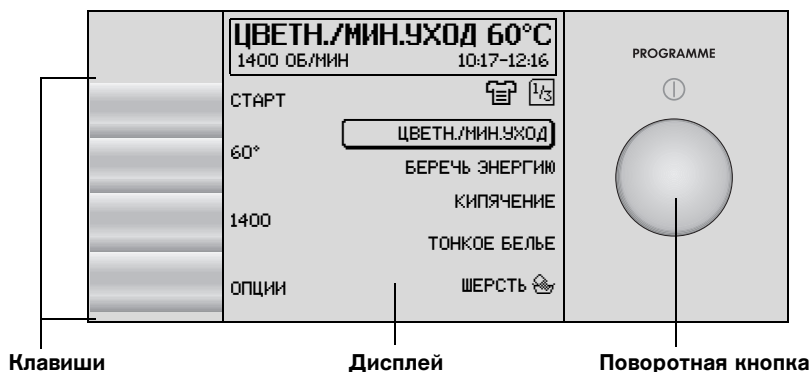 ЦВЕТН./МИН.УХОД 60°C
1400 ОБ/МИН 10:17-12:16
PROGRAMME
СТАРТ
1/3
ЦВЕТН./МИН.УХОД
60°
БЕРЕЧЬ ЭНЕРГИЮ
КИПЯЧЕНИЕ
1400
ТОНКОЕ БЕЛЬЕ
ОПЦИИ
ШЕРСТЬ
Клавиши Дисплей Поворотная кнопка